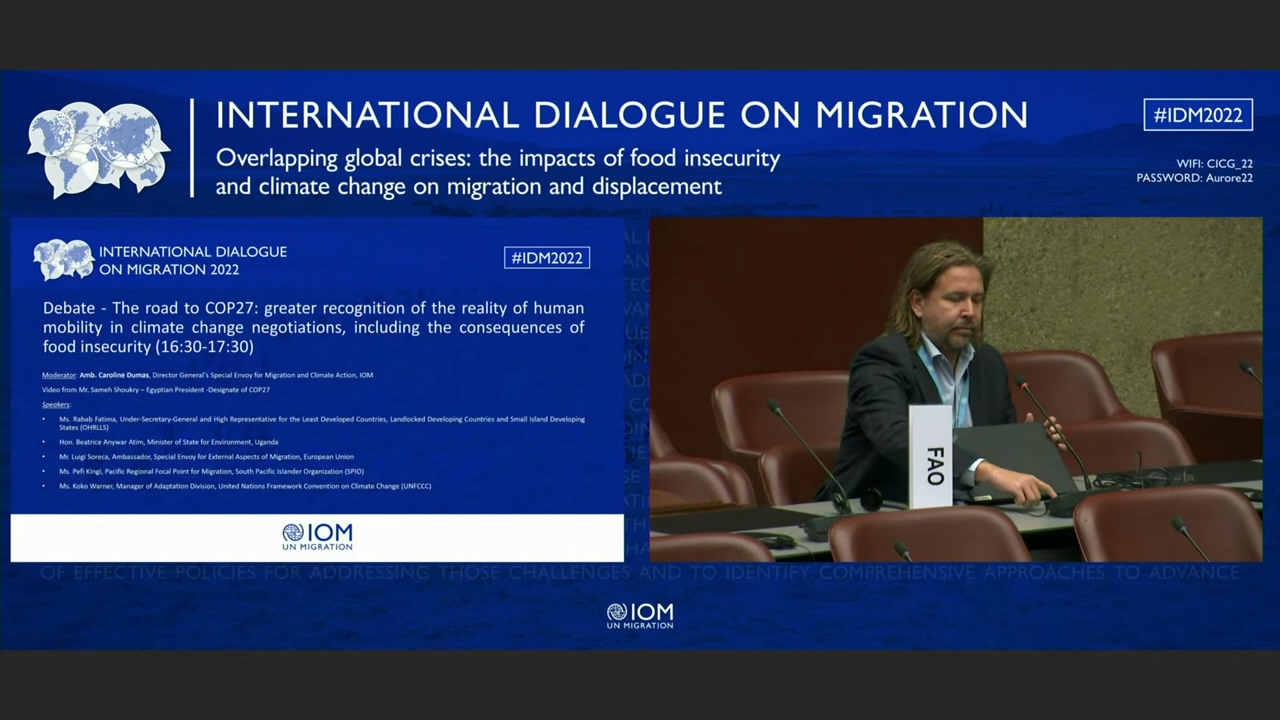 INTERNATIONAL DIALOGUE ON MIGRATION
Overlapping global crises: the impacts of food insecurity
and climate change on migration and displacement
#IDM2022
WIFI: CICG_22
PASSWORD: Aurore22
INTERNATIONAL DIALOGUE
ON MIGRATION 2022
#IDM2022
Debate - The road to COP27: greater recognition of the reality of human
mobility in climate change negotiations, including the consequences of
food insecurity (16:30-17:30)
Moderator: Amb. Caroline Dumas, Director General's Special Envoy for Migration and Climate Action, IOM
Video from Mr. Sameh Shoukry – Egyptian President -Designate of COP27
Speakers:
• Ms. Rabab Fatima, Under-Secretary-General and High Representative for the Least Developed Countries, Landlocked Developing Countries and Small Island Developing
States (OHRLLS)
• Hon. Beatrice Anywar Atim, Minister of State for Environment, Uganda
• Mr. Luigi Soreca, Ambassador, Special Envoy for External Aspects of Migration, European Union
• Ms. Pefi Kingi, Pacific Regional Focal Point for Migration, South Pacific Islander Organization (SPIO)
• Ms. Koko Warner, Manager of Adaptation Division, United Nations Framework Convention on Climate Change (UNFCCC)
IOM
UN MIGRATION
FAO
OF EFFECTIVE POLICIES FOR ADDRESSING THOSE CHALLENGES AND TO IDENTIFY COMPREHENSIVE APPROACHES TO ADVANCE
IOM
UN MIGRATION